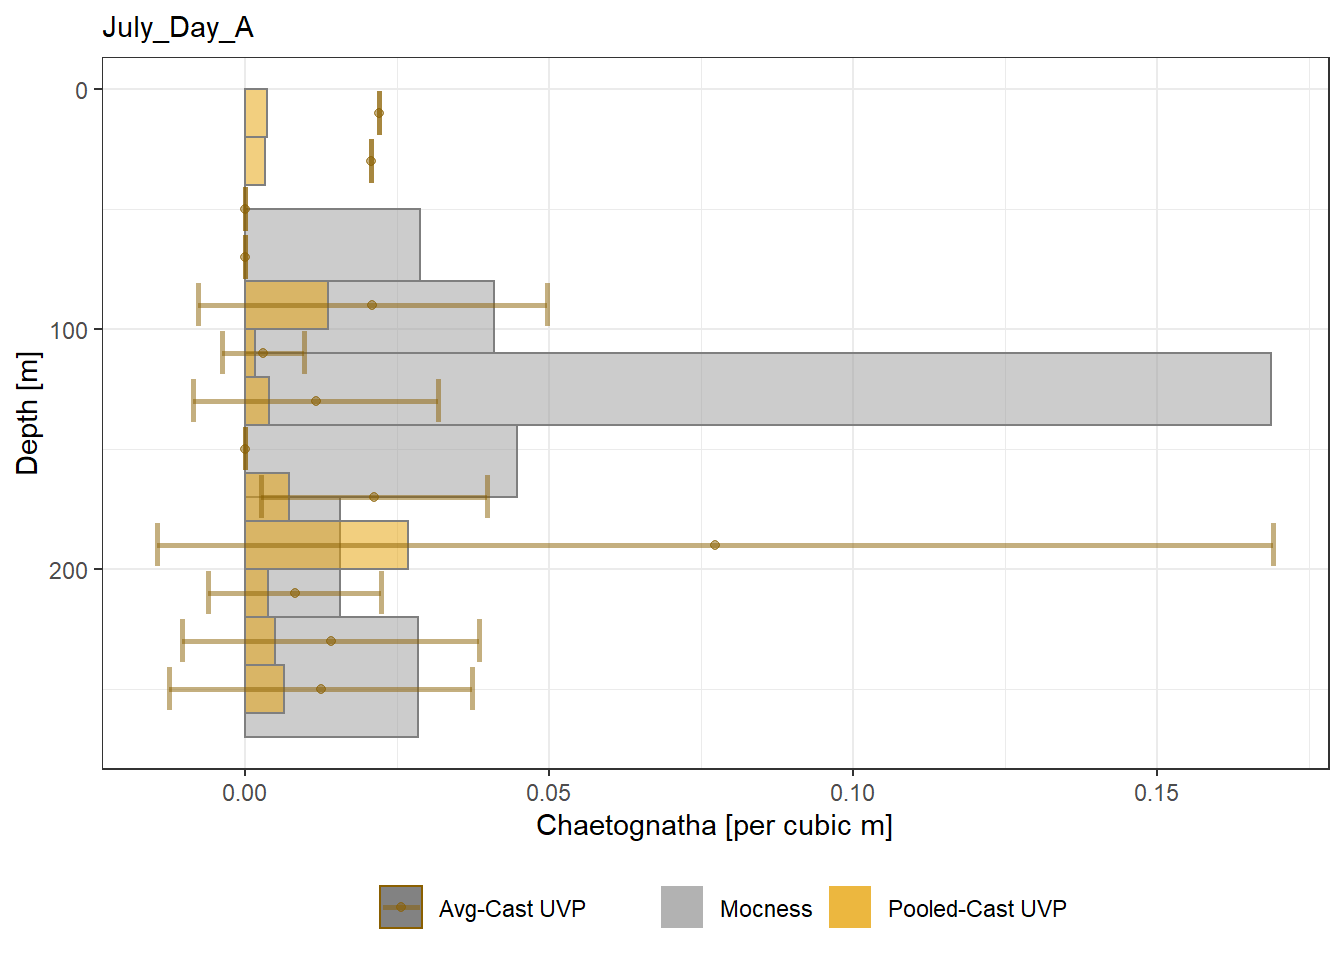 July_Day_A
0
100
200
Depth [m]
0.00 0.05 0.10 0.15
Chaetognatha [per cubic m]
Avg-Cast UVP Mocness Pooled-Cast UVP